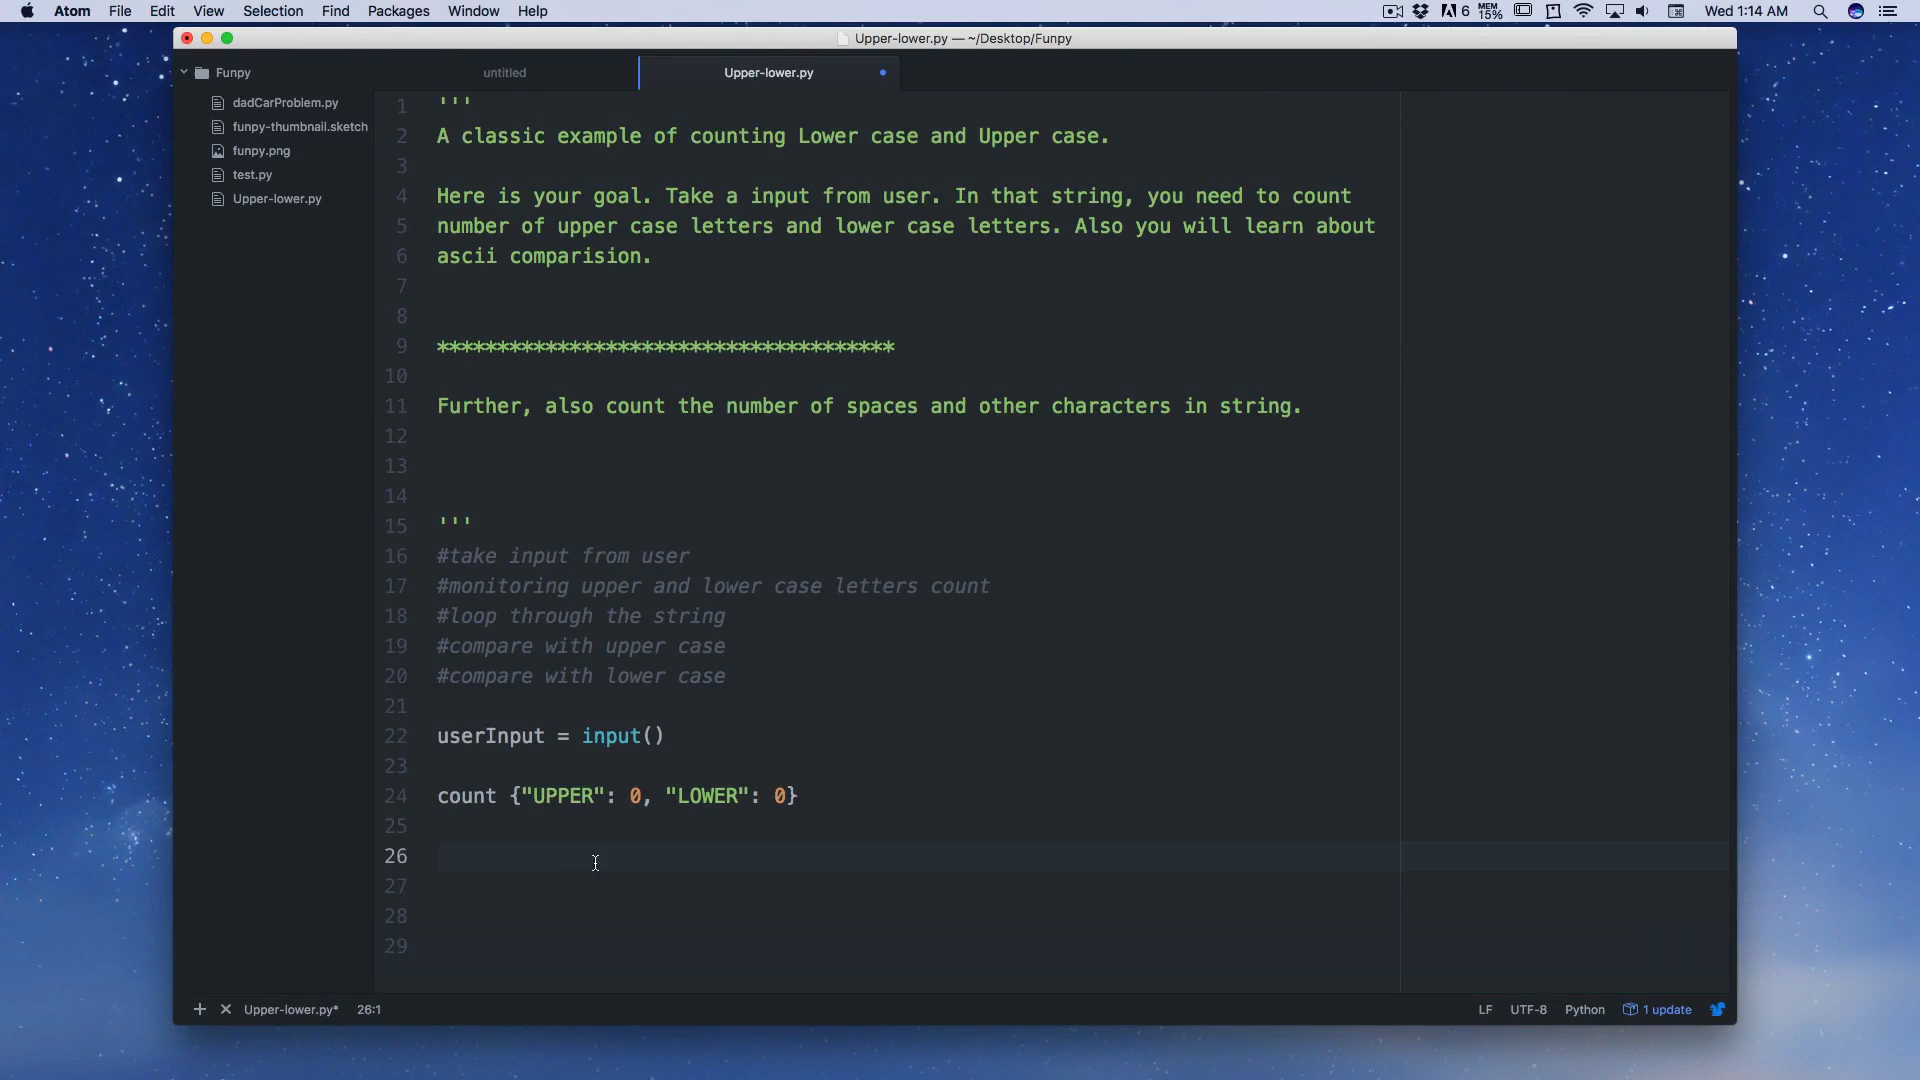 Atom File Edit View Selection Find Packages Window Help 6 MEM 15% Wed 1:14 AM
Upper-lower.py — ~/Desktop/Funpy
Funpy
dadCarProblem.py
funpy-thumbnail.sketch
funpy.png
test.py
Upper-lower.py
untitled Upper-lower.py
1 '''
2 A classic example of counting Lower case and Upper case.
3
4 Here is your goal. Take a input from user. In that string, you need to count
5 number of upper case letters and lower case letters. Also you will learn about
6 ascii comparision.
7
8
9 **************************************
10
11 Further, also count the number of spaces and other characters in string.
12
13
14
15 '''
16 #take input from user
17 #monitoring upper and lower case letters count
18 #loop through the string
19 #compare with upper case
20 #compare with lower case
21
22 userInput = input()
23
24 count {"UPPER": 0, "LOWER": 0}
25
26
27
28
29
Upper-lower.py* 26:1 LF UTF-8 Python 1 update